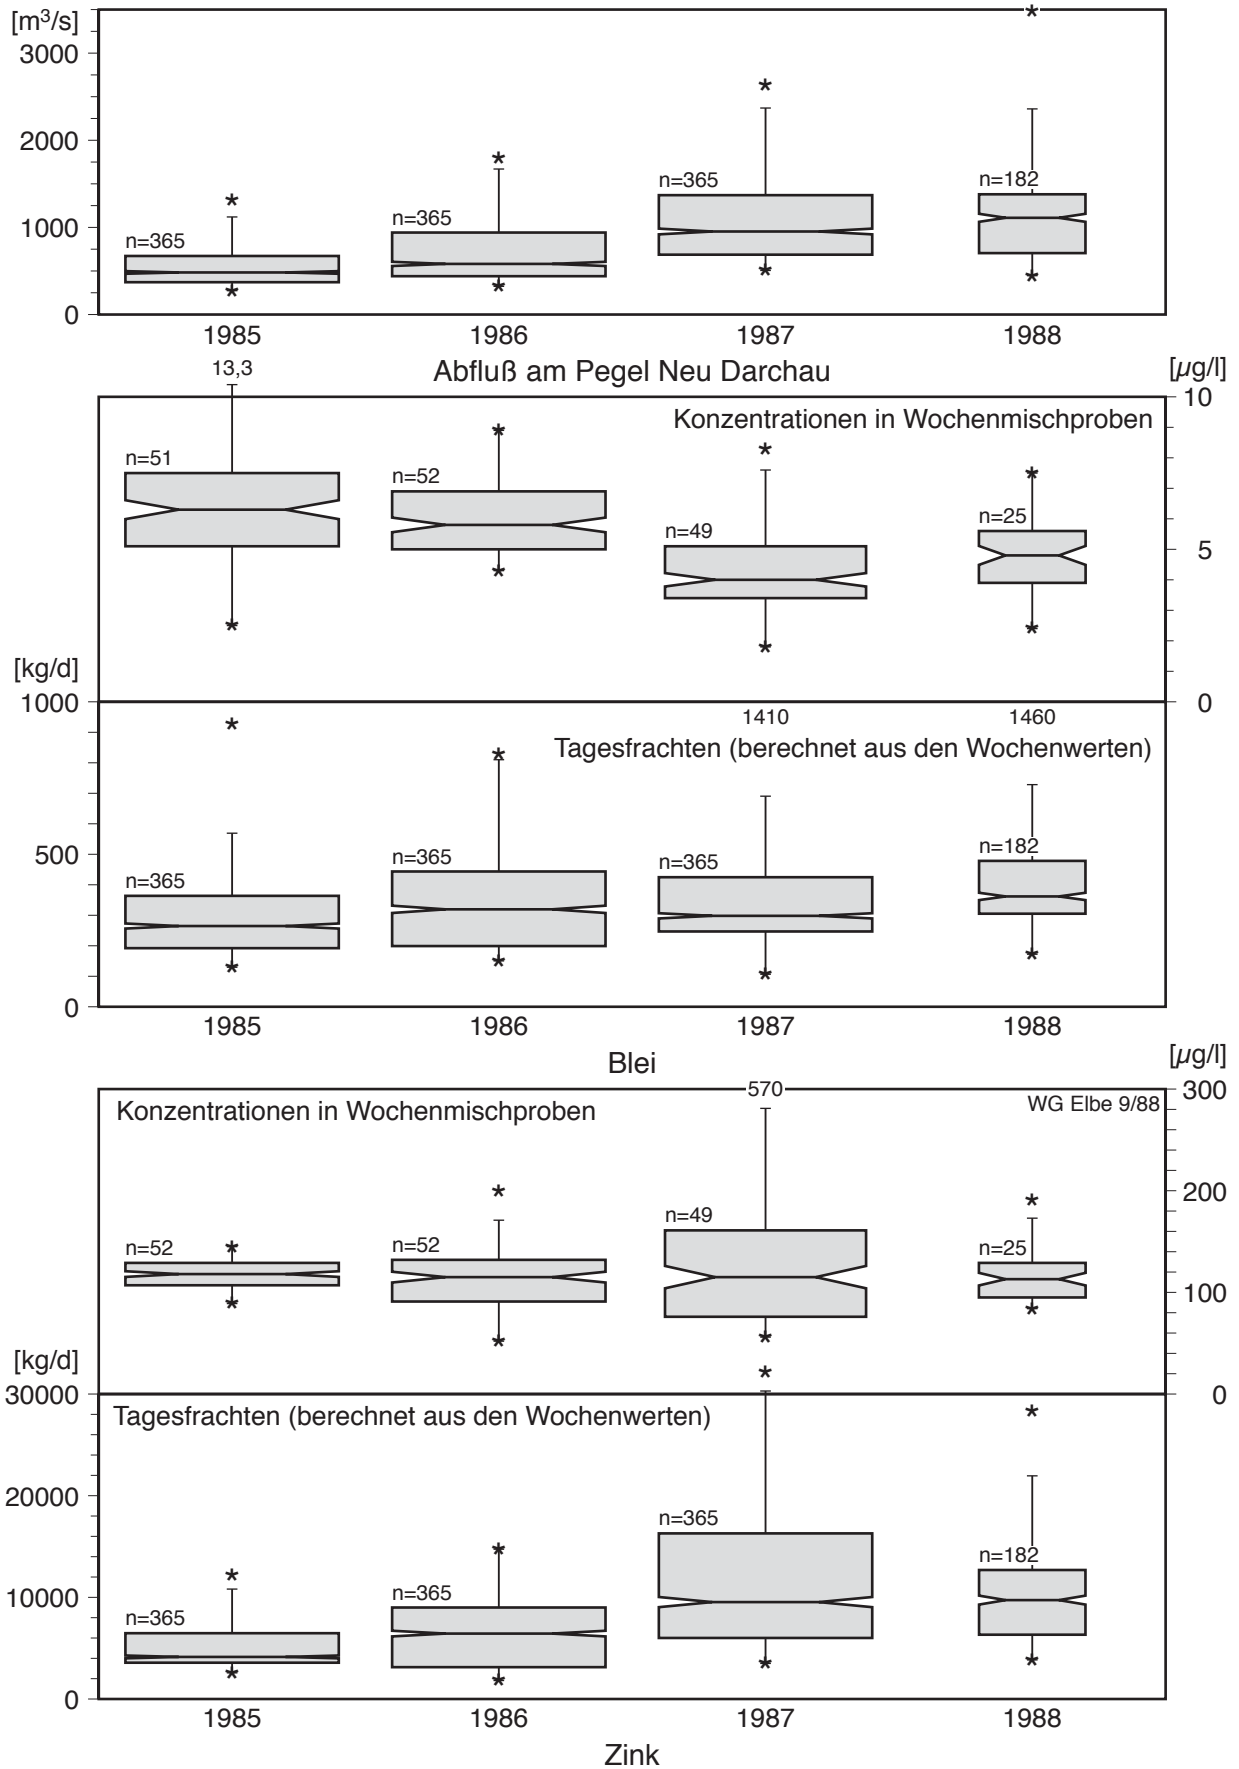 [m³/s]
3000
2000
1000
0
n=365
n=365
n=365
n=182
1985 1986 1987 1988
Abfluß am Pegel Neu Darchau
13,3
[µg/l]
10
5
0
Konzentrationen in Wochenmischproben
n=51
n=52
n=49
n=25
[kg/d]
1000
500
0
1410 1460
Tagesfrachten (berechnet aus den Wochenwerten)
n=365
n=365
n=365
n=182
1985 1986 1987 1988
Blei
[µg/l]
300
200
100
0
570
WG Elbe 9/88
Konzentrationen in Wochenmischproben
n=52
n=52
n=49
n=25
[kg/d]
30000
20000
10000
0
Tagesfrachten (berechnet aus den Wochenwerten)
n=365
n=365
n=365
n=182
1985 1986 1987 1988
Zink